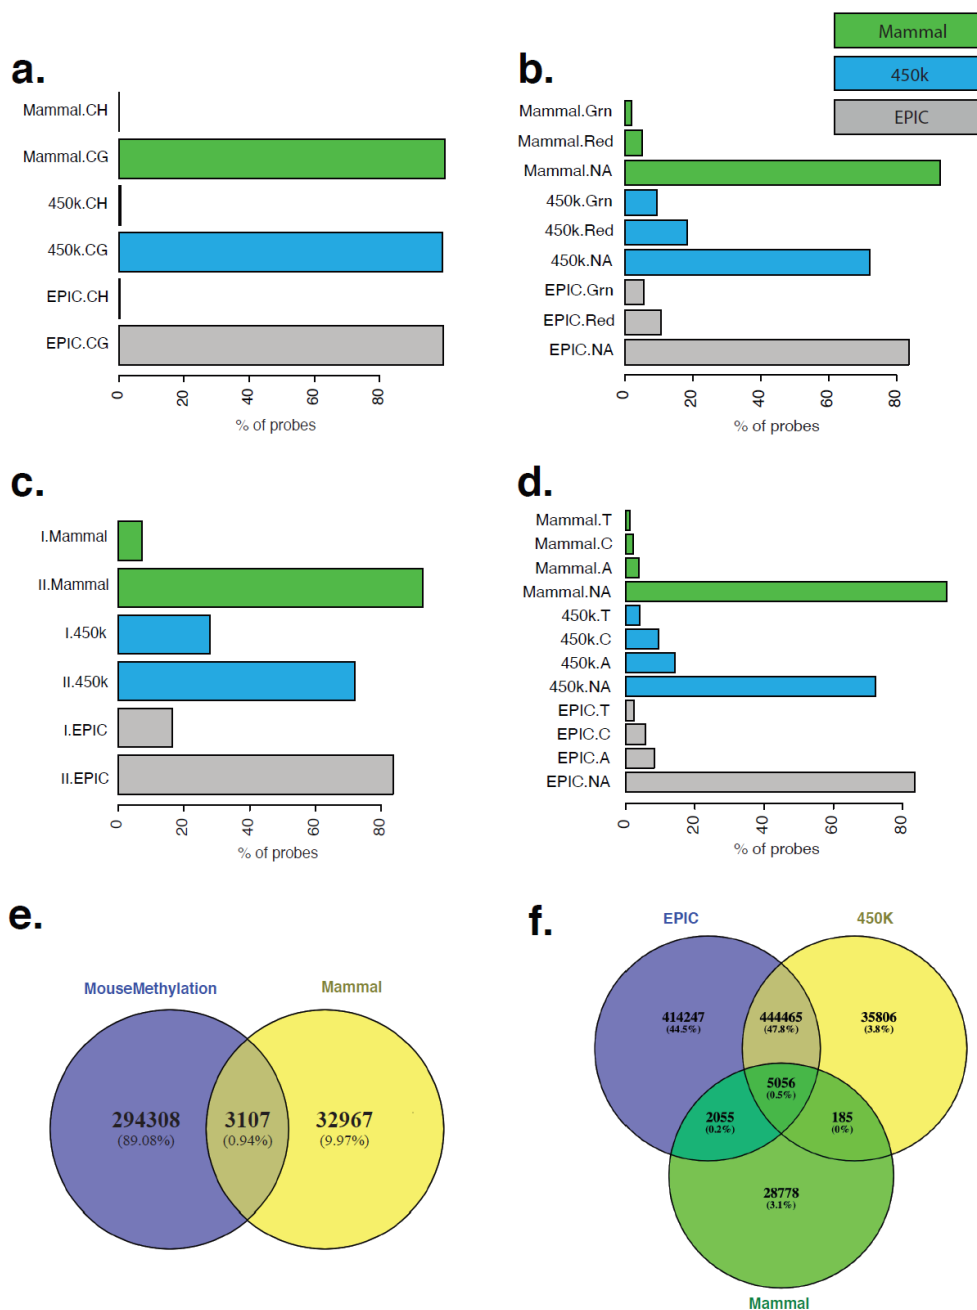 a.
Mammal.CH
Mammal.CG
450k.CH
450k.CG
EPIC.CH
EPIC.CG
0 20 40 60 80
% of probes
b.
Mammal
450k
EPIC
Mammal.Grn
Mammal.Red
Mammal.NA
450k.Grn
450k.Red
450k.NA
EPIC.Grn
EPIC.Red
EPIC.NA
0 20 40 60 80
% of probes
c.
I.Mammal
II.Mammal
I.450k
II.450k
I.EPIC
II.EPIC
0 20 40 60 80
% of probes
d.
Mammal.T
Mammal.C
Mammal.A
Mammal.NA
450k.T
450k.C
450k.A
450k.NA
EPIC.T
EPIC.C
EPIC.A
EPIC.NA
0 20 40 60 80
% of probes
e.
MouseMethylation Mammal
294308 3107 32967
(89.08%) (0.94%) (9.97%)
f.
EPIC 450K
414247 444465 35806
(44.5%) (47.8%) (3.8%)
5056
(0.5%)
2055 185
(0.2%) (0%)
28778
(3.1%)
Mammal